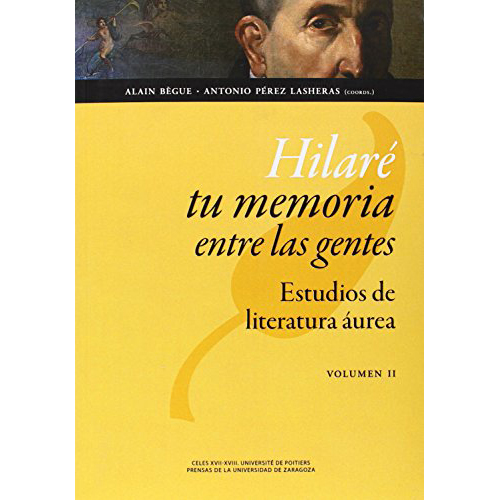 ALAIN BÈGUE • ANTONIO PÉREZ LASHERAS (COORDS.)
Hilaré
tu memoria
entre las gentes
Estudios de
literatura áurea
VOLUMEN II
CELES XVII-XVIII. UNIVERSITÉ DE POITIERS
PRENSAS DE LA UNIVERSIDAD DE ZARAGOZA